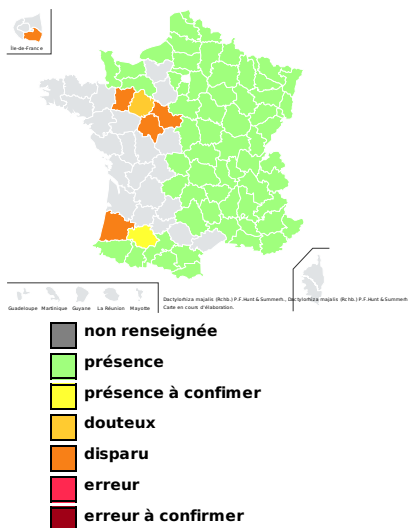 Île-de-France
Guadeloupe Martinique Guyane La Réunion Mayotte
Dactylorhiza majalis (Rchb.) P.F.Hunt & Summerh., Dactylorhiza majalis (Rchb.) P.F.Hunt & Summerh
Carte en cours d'élaboration.
non renseignée
présence
présence à confimer
douteux
disparu
erreur
erreur à confirmer